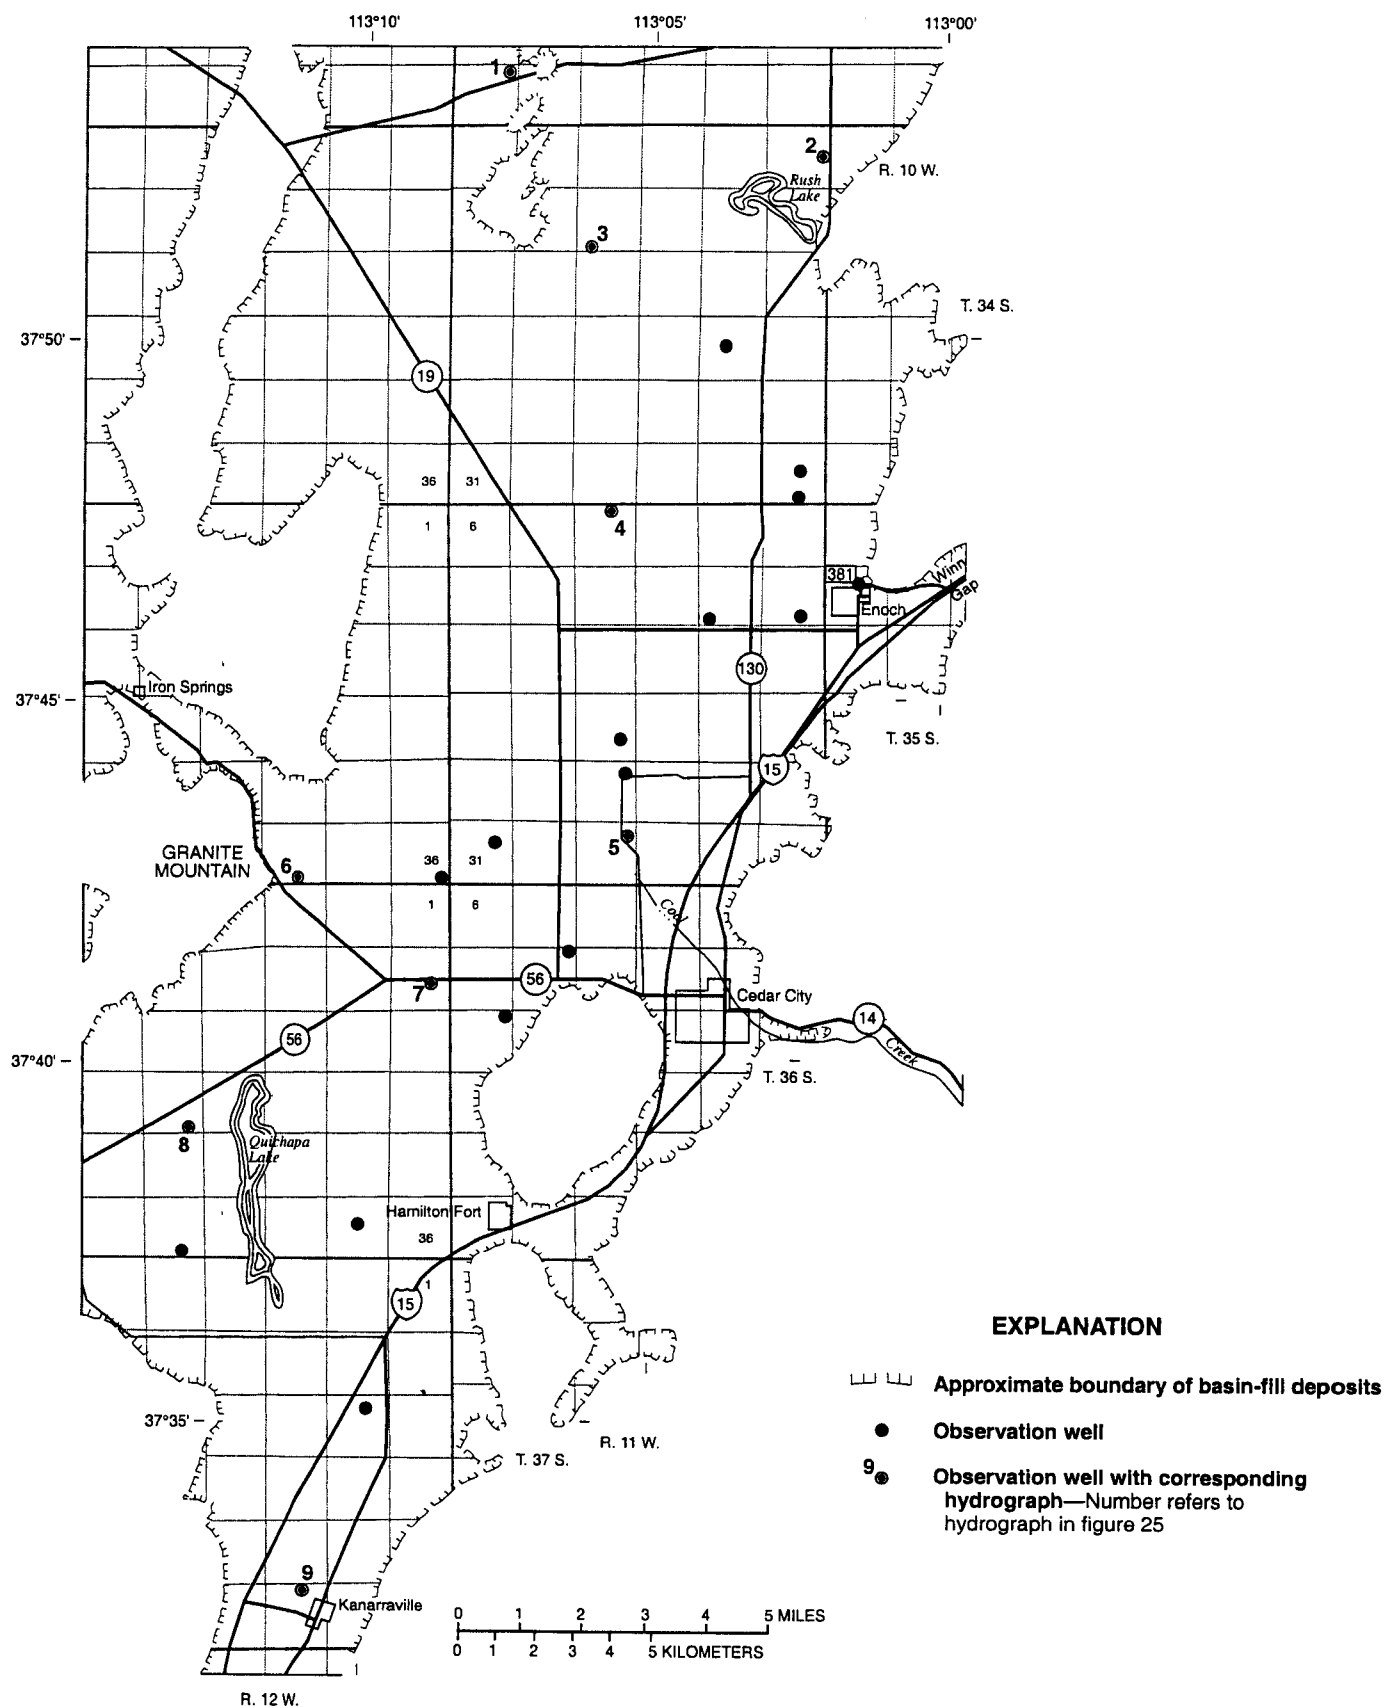 113°10'
113°05'
113°00'
1
2
R. 10 W.
Rush
Lake
3
T. 34 S.
37°50'
19
36
31
4
1
6
381
Winn
Gap
Enoch
130
Iron Springs
37°45'
T. 35 S.
15
5
GRANITE
MOUNTAIN
6
36
31
1
6
Coal
56
7
Cedar City
14
56
Creek
37°40'
T. 36 S.
8
Quichapa
Lake
Hamilton Fort
36
1
15
EXPLANATION
Approximate boundary of basin-fill deposits
37°35'
Observation well
R. 11 W.
T. 37 S.
9
Observation well with corresponding
hydrograph—Number refers to
hydrograph in figure 25
9
Kanarraville
0 1 2 3 4 5 MILES
0 1 2 3 4 5 KILOMETERS
1
R. 12 W.